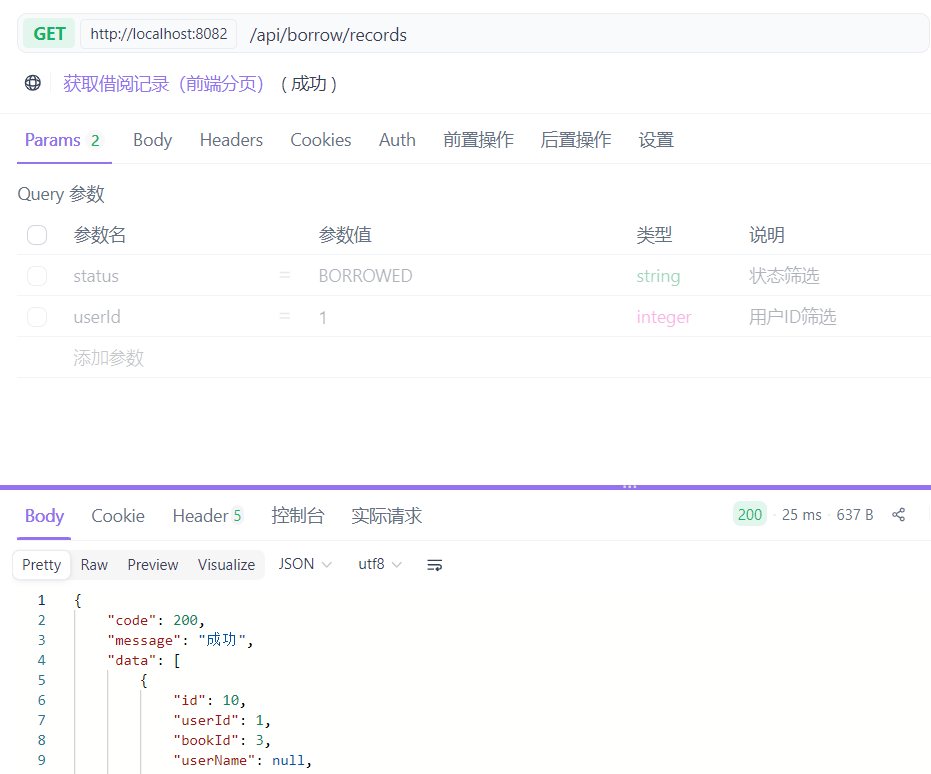 GET http://localhost:8082 /api/borrow/records
获取借阅记录（前端分页） ( 成功 )
Params 2 Body Headers Cookies Auth 前置操作 后置操作 设置
Query 参数
参数名 参数值 类型 说明
status = BORROWED string 状态筛选
userId = 1 integer 用户ID筛选
添加参数
Body Cookie Header 5 控制台 实际请求 200 · 25 ms · 637 B
Pretty Raw Preview Visualize JSON utf8
1 {
2 "code": 200,
3 "message": "成功",
4 "data": [
5 {
6 "id": 10,
7 "userId": 1,
8 "bookId": 3,
9 "userName": null,